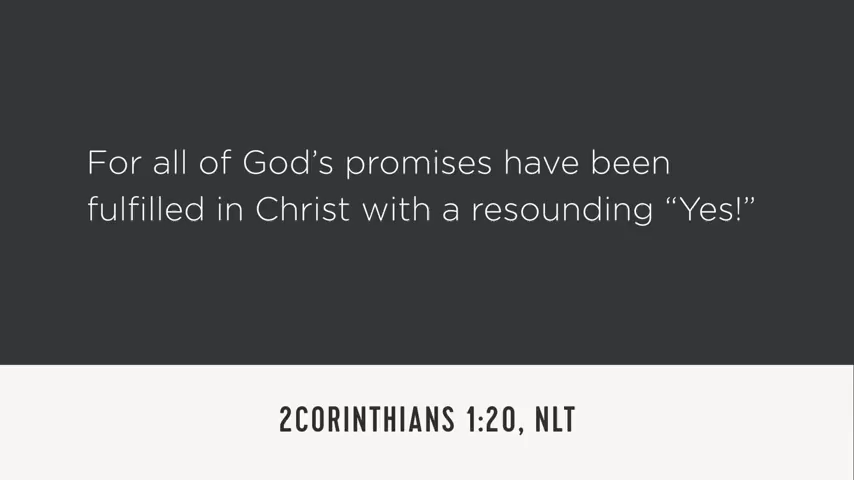 For all of God’s promises have been
fulfilled in Christ with a resounding “Yes!”
2CORINTHIANS 1:20, NLT